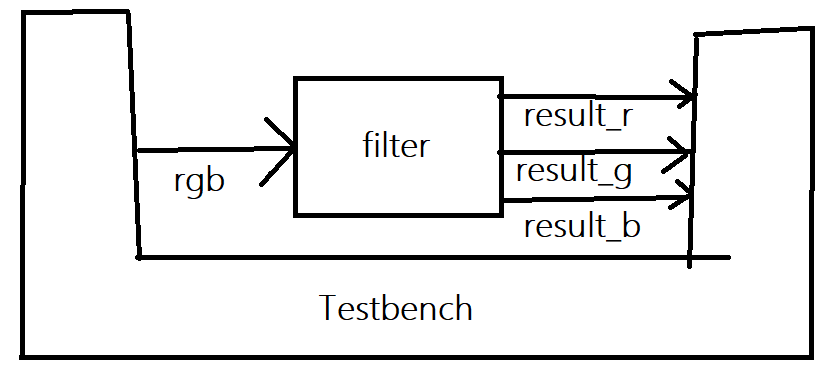 filter
result_r
result_g
rgb
result_b
Testbench